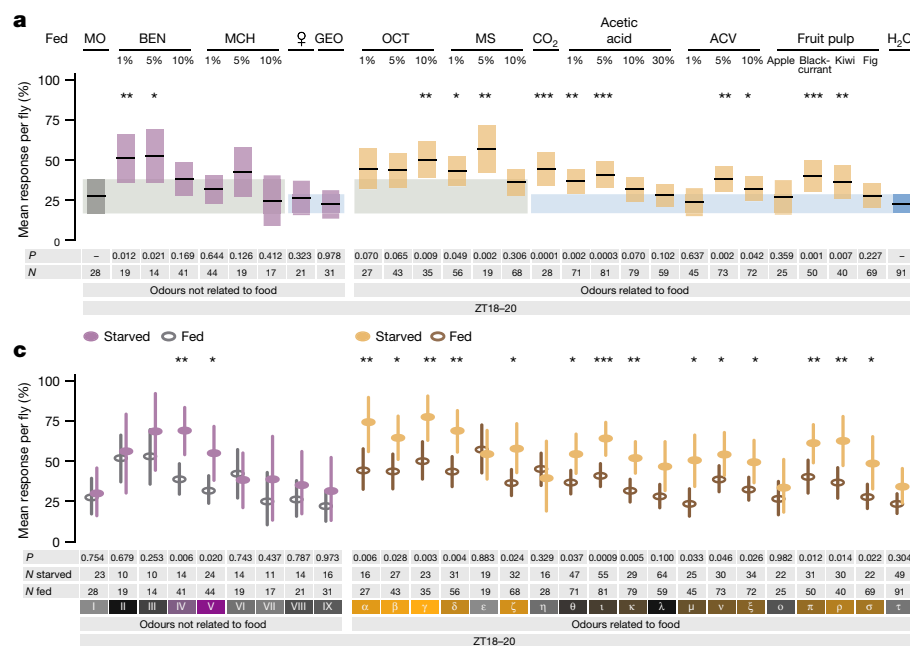 a
Fed MO BEN MCH ♀ GEO OCT MS CO2 Acetic acid ACV Fruit pulp H2O
1% 5% 10% 1% 5% 10% 1% 5% 10% 1% 5% 10% 1% 5% 10% 30% 1% 5% 10% Apple Black-currant Kiwi Fig
Mean response per fly (%)
100
** * ** * ** *** ** *** ** * *** **
75
50
25
0
P – 0.012 0.021 0.169 0.644 0.126 0.412 0.323 0.978 0.070 0.065 0.009 0.049 0.002 0.306 0.0001 0.002 0.0003 0.070 0.102 0.637 0.002 0.042 0.359 0.001 0.007 0.227 –
N 28 19 14 41 44 19 17 21 31 27 43 35 56 19 68 28 71 81 79 59 45 73 72 25 50 40 69 91
Odours not related to food Odours related to food
ZT18–20
c
Starved Fed Starved Fed
** * ** * ** ** * * *** ** * * * ** ** *
Mean response per fly (%)
100
75
50
25
0
P 0.754 0.679 0.253 0.006 0.020 0.743 0.437 0.787 0.973 0.006 0.028 0.003 0.004 0.883 0.024 0.329 0.037 0.0009 0.005 0.100 0.033 0.046 0.026 0.982 0.012 0.014 0.022 0.304
N starved 23 10 10 14 24 14 11 14 16 16 27 23 31 19 32 16 47 55 29 64 31 30 30 22 31 30 22 49
N fed 28 19 14 41 44 19 17 21 31 27 43 35 56 19 68 28 71 81 79 59 45 73 72 25 50 40 69 91
I II III IV V VI VII VIII IX α β γ δ ε ζ η θ ι κ λ μ ν ξ ο π ρ σ τ
Odours not related to food Odours related to food
ZT18–20